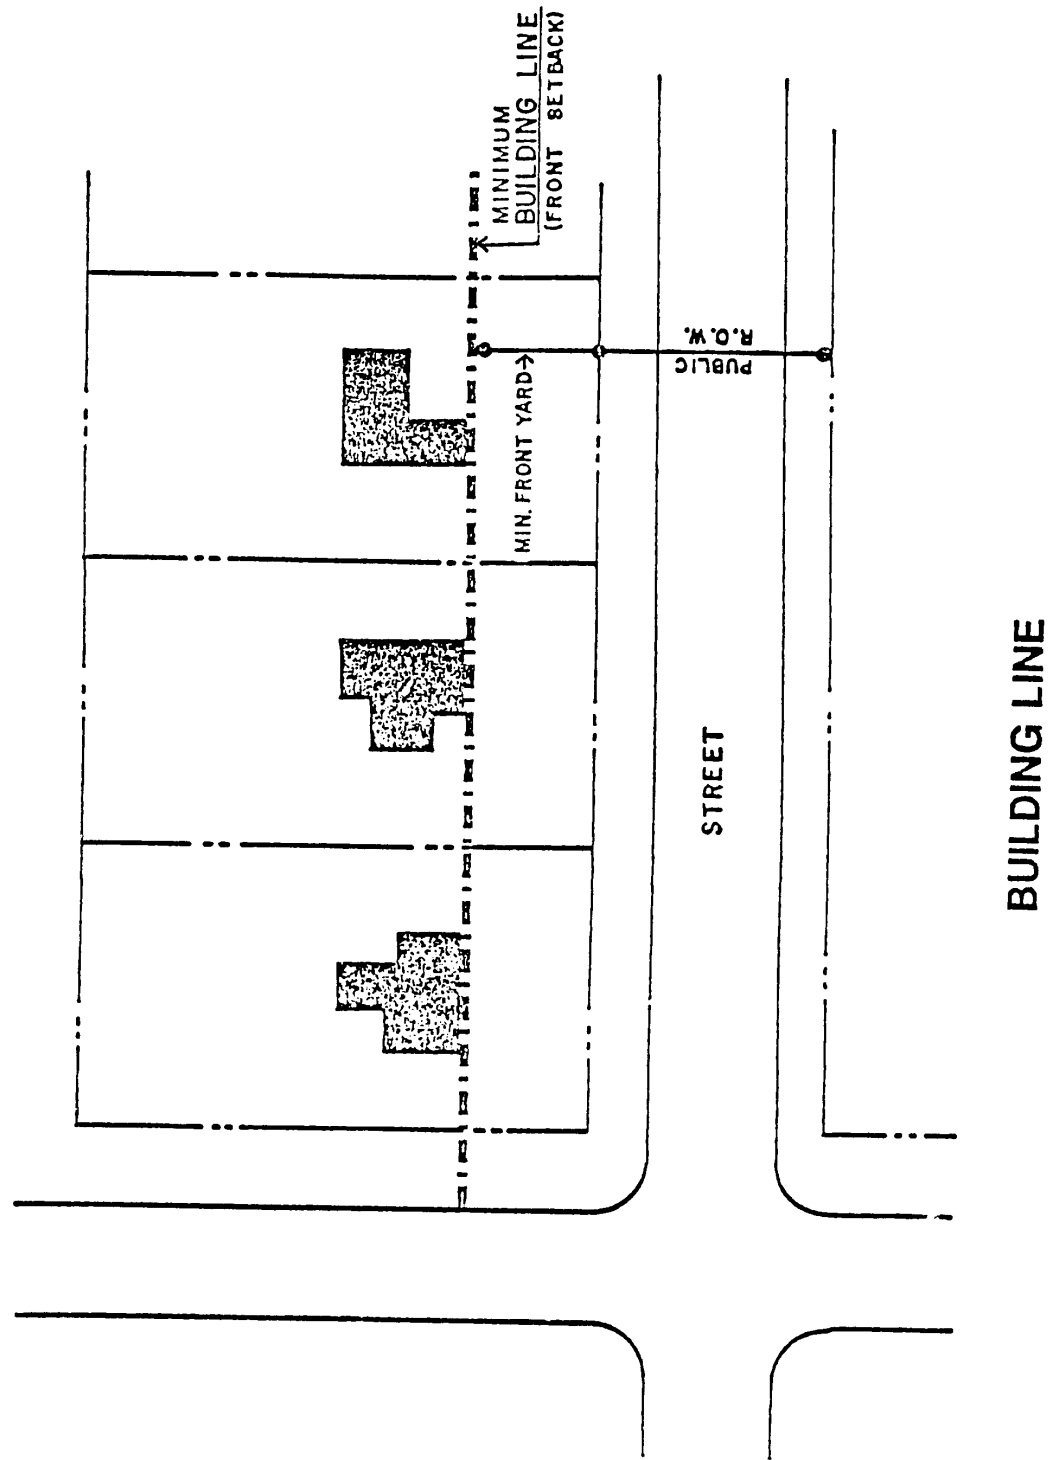 MINIMUM
BUILDING LINE
(FRONT SETBACK)
MIN. FRONT YARD
PUBLIC
R.O.W.
STREET
BUILDING LINE